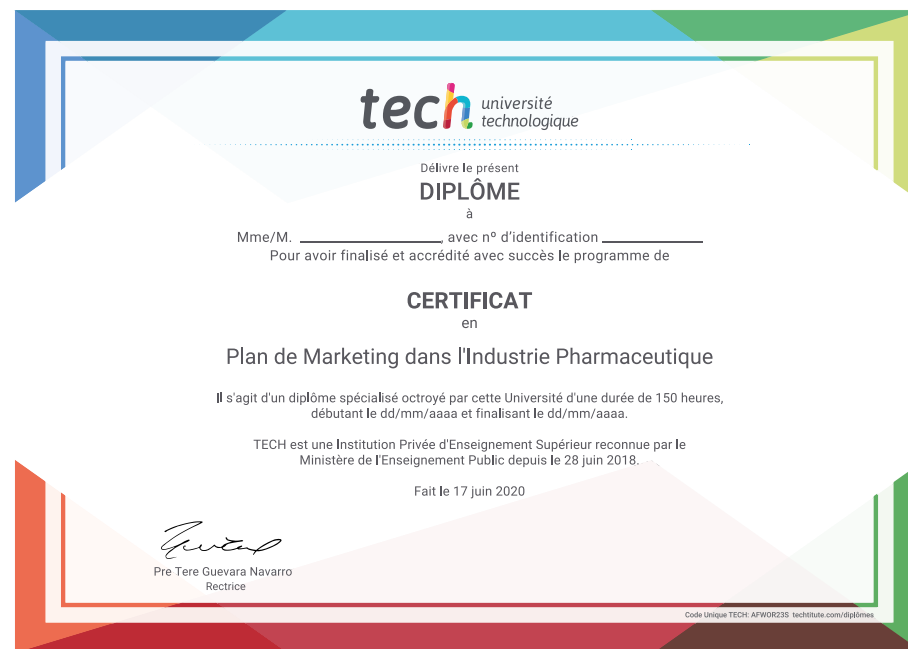 tech université
technologique
Délivre le présent
DIPLÔME
à
Mme/M. ____________________, avec nº d'identification ______________
Pour avoir finalisé et accrédité avec succès le programme de
CERTIFICAT
en
Plan de Marketing dans l'Industrie Pharmaceutique
Il s'agit d'un diplôme spécialisé octroyé par cette Université d'une durée de 150 heures,
débutant le dd/mm/aaaa et finalisant le dd/mm/aaaa.
TECH est une Institution Privée d'Enseignement Supérieur reconnue par le
Ministère de l'Enseignement Public depuis le 28 juin 2018.
Fait le 17 juin 2020
Pre Tere Guevara Navarro
Rectrice
Code Unique TECH: AFWOR23S techtitute.com/diplômes